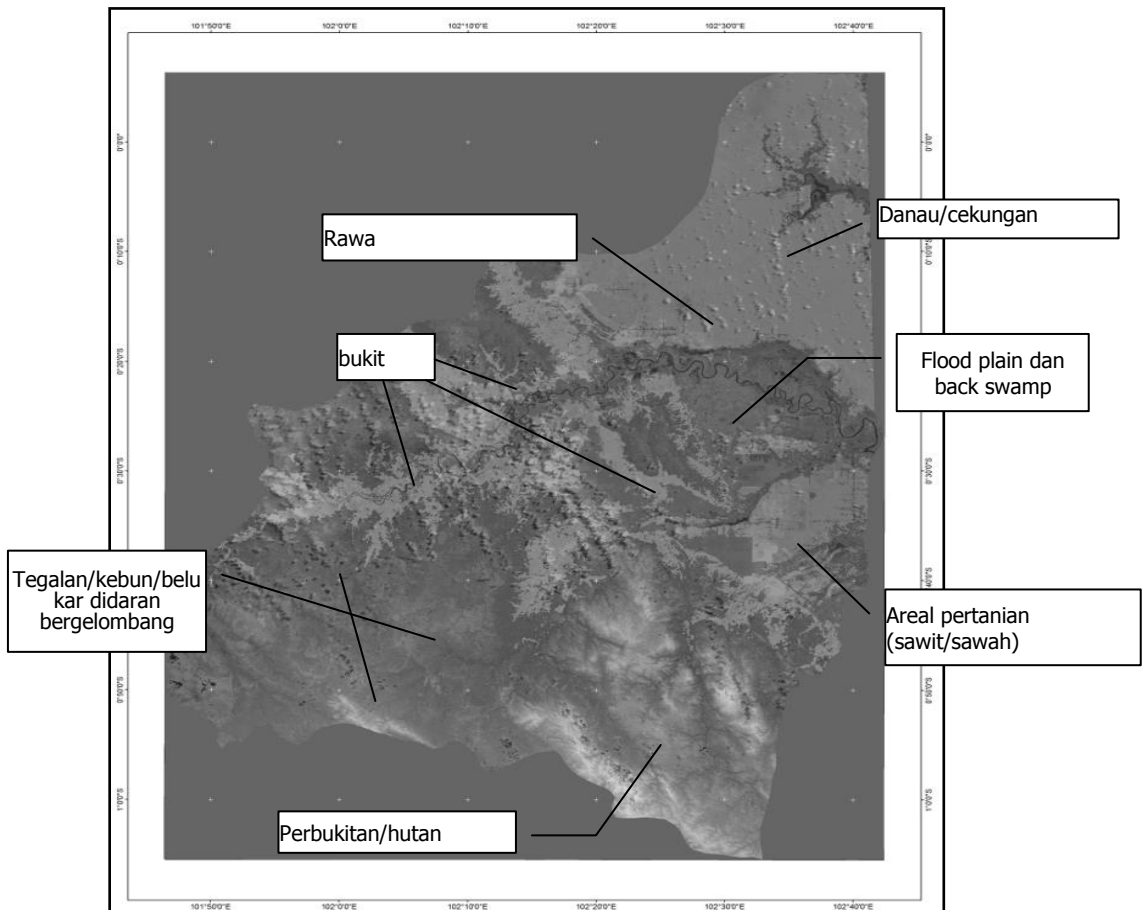 101°50'0"E 102°0'0"E 102°10'0"E 102°20'0"E 102°30'0"E 102°40'0"E
Danau/cekungan
Rawa
bukit
Flood plain dan
back swamp
Tegalan/kebun/belu
kar didaran
bergelombang
Areal pertanian
(sawit/sawah)
Perbukitan/hutan
101°50'0"E 102°0'0"E 102°10'0"E 102°20'0"E 102°30'0"E 102°40'0"E